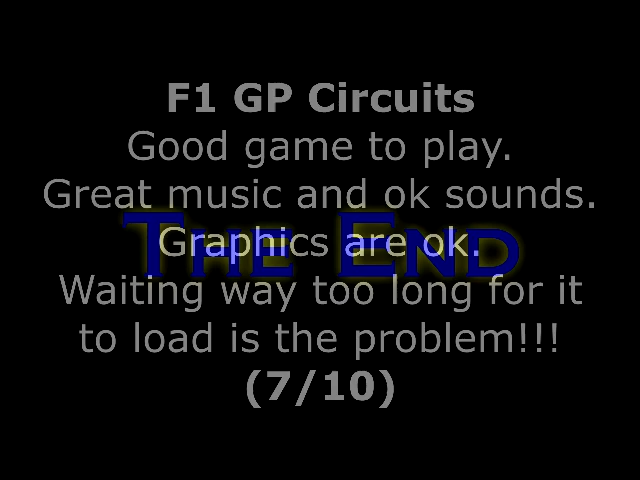 F1 GP Circuits
Good game to play.
Great music and ok sounds.
The End
Graphics are ok.
Waiting way too long for it
to load is the problem!!!
(7/10)